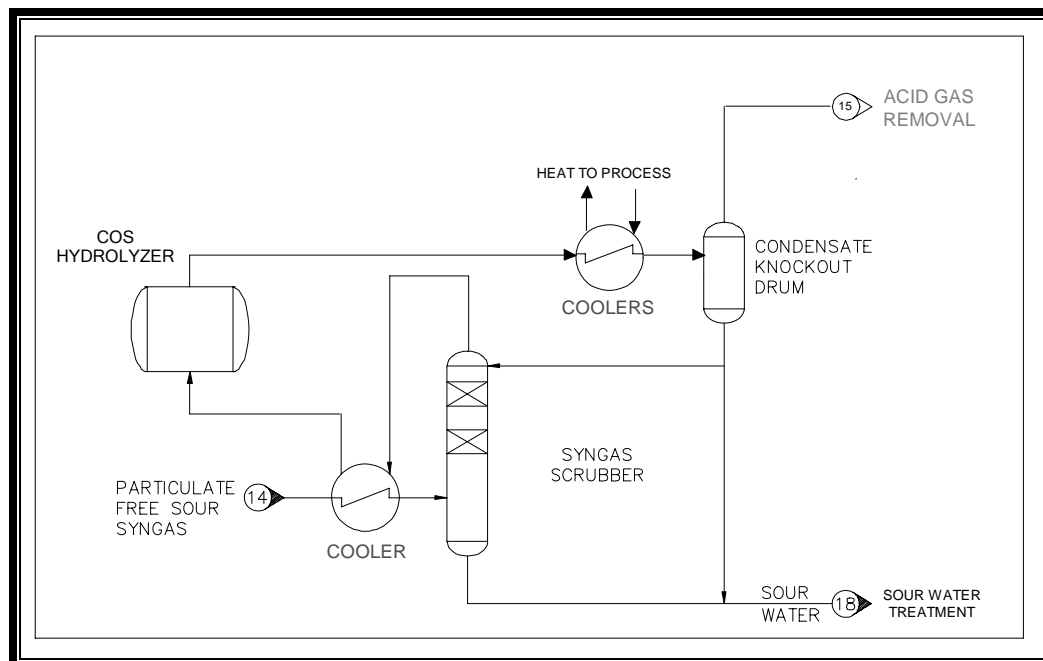 15
ACID GAS
REMOVAL
HEAT TO PROCESS
COS
HYDROLYZER
CONDENSATE
KNOCKOUT
DRUM
COOLERS
SYNGAS
SCRUBBER
PARTICULATE
FREE SOUR
SYNGAS
14
COOLER
SOUR
WATER
18
SOUR WATER
TREATMENT